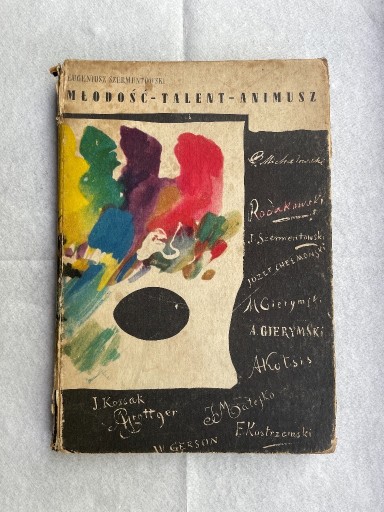 EUGENIUSZ SZERMENTOWSKI
MŁODOŚĆ-TALENT-ANIMUSZ
P. Michałowski
Rodakowski
J. Szermentowski
JÓZEF CHEŁMOŃSKI
M Gierymski
A. GIERYMSKI
A Kotsis
J. Kossak
A Grottger
J. Matejko
W GERSON
F. Kostrzewski